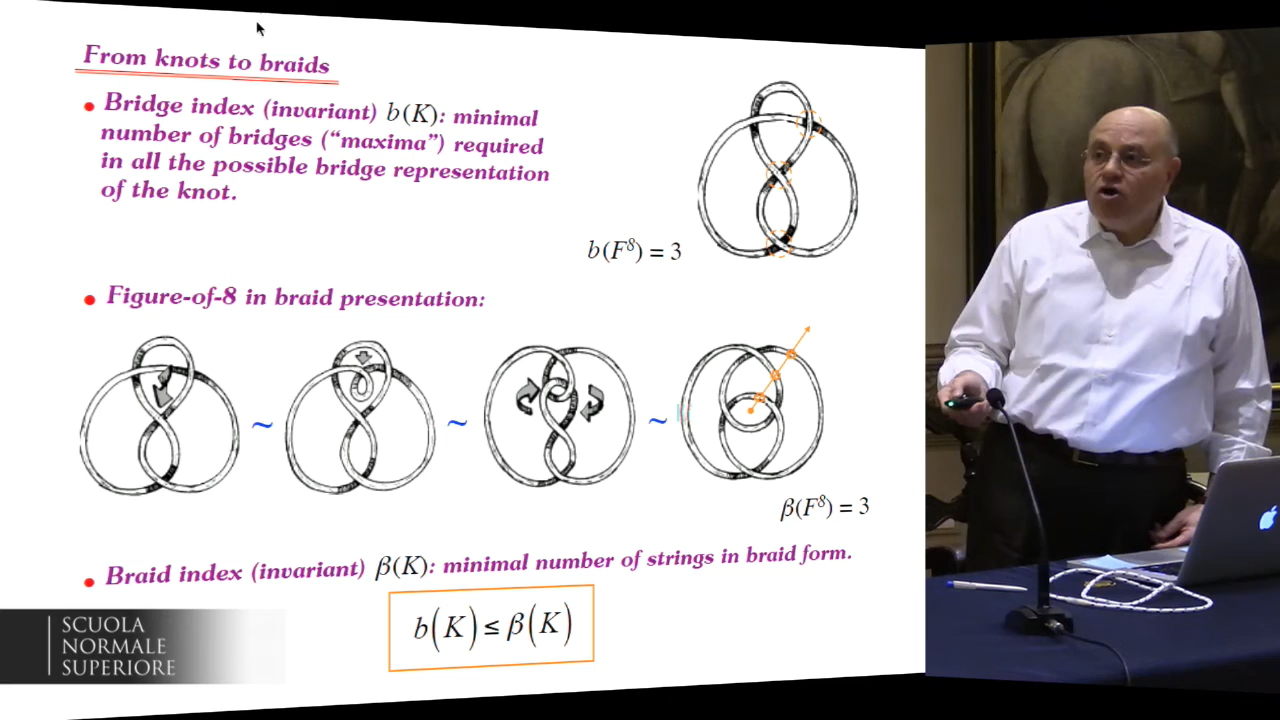 From knots to braids
• Bridge index (invariant) b(K): minimal
number of bridges (“maxima”) required
in all the possible bridge representation
of the knot.
b(F⁸) = 3
• Figure-of-8 in braid presentation:
~ ~ ~
β(F⁸) = 3
• Braid index (invariant) β(K): minimal number of strings in braid form.
b(K) ≤ β(K)
SCUOLA
NORMALE
SUPERIORE